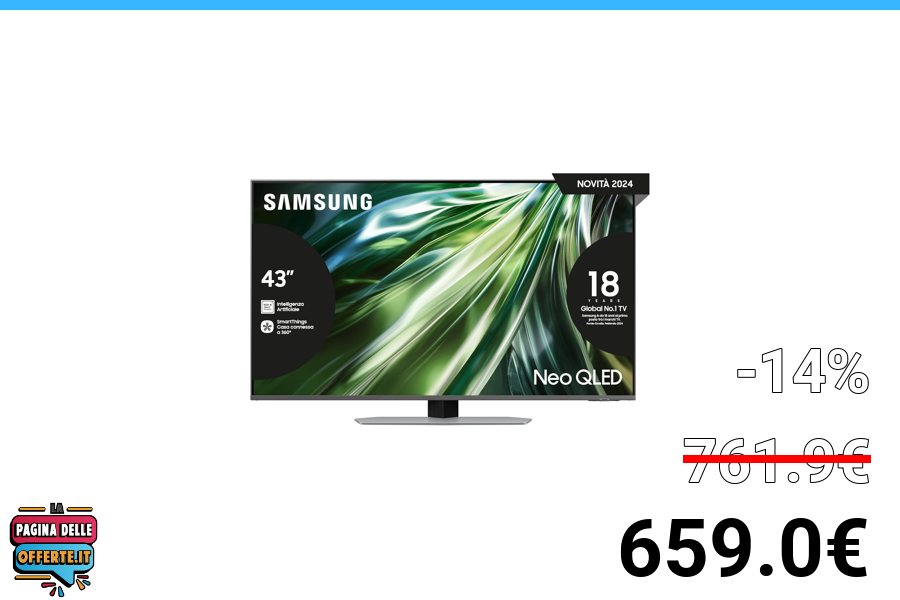 NOVITÀ 2024
SAMSUNG
43"
Intelligenza
Artificiale
SmartThings
Casa connessa
a 360°
18
YEARS
Global No.1 TV
Neo QLED
-14%
761.9€
659.0€
LA
PAGINA DELLE
OFFERTE.IT